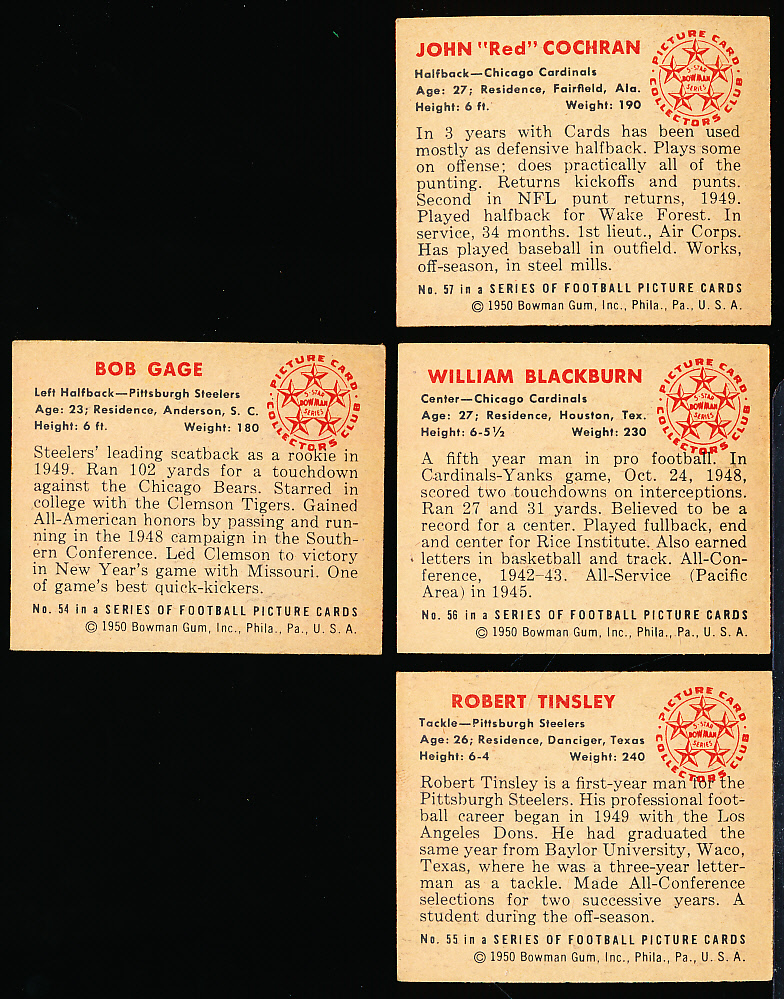 JOHN "Red" COCHRAN
Halfback—Chicago Cardinals
Age: 27; Residence, Fairfield, Ala.
Height: 6 ft. Weight: 190
PICTURE CARD
COLLECTORS CLUB
5-STAR
BOWMAN
SERIES
In 3 years with Cards has been used
mostly as defensive halfback. Plays some
on offense; does practically all of the
punting. Returns kickoffs and punts.
Second in NFL punt returns, 1949.
Played halfback for Wake Forest. In
service, 34 months. 1st lieut., Air Corps.
Has played baseball in outfield. Works,
off-season, in steel mills.
No. 57 in a SERIES OF FOOTBALL PICTURE CARDS
© 1950 Bowman Gum, Inc., Phila., Pa., U. S. A.
BOB GAGE
Left Halfback—Pittsburgh Steelers
Age: 23; Residence, Anderson, S. C.
Height: 6 ft. Weight: 180
PICTURE CARD
COLLECTORS CLUB
5-STAR
BOWMAN
SERIES
Steelers' leading scatback as a rookie in
1949. Ran 102 yards for a touchdown
against the Chicago Bears. Starred in
college with the Clemson Tigers. Gained
All-American honors by passing and run-
ning in the 1948 campaign in the South-
ern Conference. Led Clemson to victory
in New Year's game with Missouri. One
of game's best quick-kickers.
No. 54 in a SERIES OF FOOTBALL PICTURE CARDS
© 1950 Bowman Gum, Inc., Phila., Pa., U. S. A.
WILLIAM BLACKBURN
Center—Chicago Cardinals
Age: 27; Residence, Houston, Tex.
Height: 6-5½ Weight: 230
PICTURE CARD
COLLECTORS CLUB
5-STAR
BOWMAN
SERIES
A fifth year man in pro football. In
Cardinals-Yanks game, Oct. 24, 1948,
scored two touchdowns on interceptions.
Ran 27 and 31 yards. Believed to be a
record for a center. Played fullback, end
and center for Rice Institute. Also earned
letters in basketball and track. All-Con-
ference, 1942-43. All-Service (Pacific
Area) in 1945.
No. 56 in a SERIES OF FOOTBALL PICTURE CARDS
© 1950 Bowman Gum, Inc., Phila., Pa., U. S. A.
ROBERT TINSLEY
Tackle—Pittsburgh Steelers
Age: 26; Residence, Danciger, Texas
Height: 6-4 Weight: 240
PICTURE CARD
COLLECTORS CLUB
5-STAR
BOWMAN
SERIES
Robert Tinsley is a first-year man for the
Pittsburgh Steelers. His professional foot-
ball career began in 1949 with the Los
Angeles Dons. He had graduated the
same year from Baylor University, Waco,
Texas, where he was a three-year letter-
man as a tackle. Made All-Conference
selections for two successive years. A
student during the off-season.
No. 55 in a SERIES OF FOOTBALL PICTURE CARDS
© 1950 Bowman Gum, Inc., Phila., Pa., U. S. A.